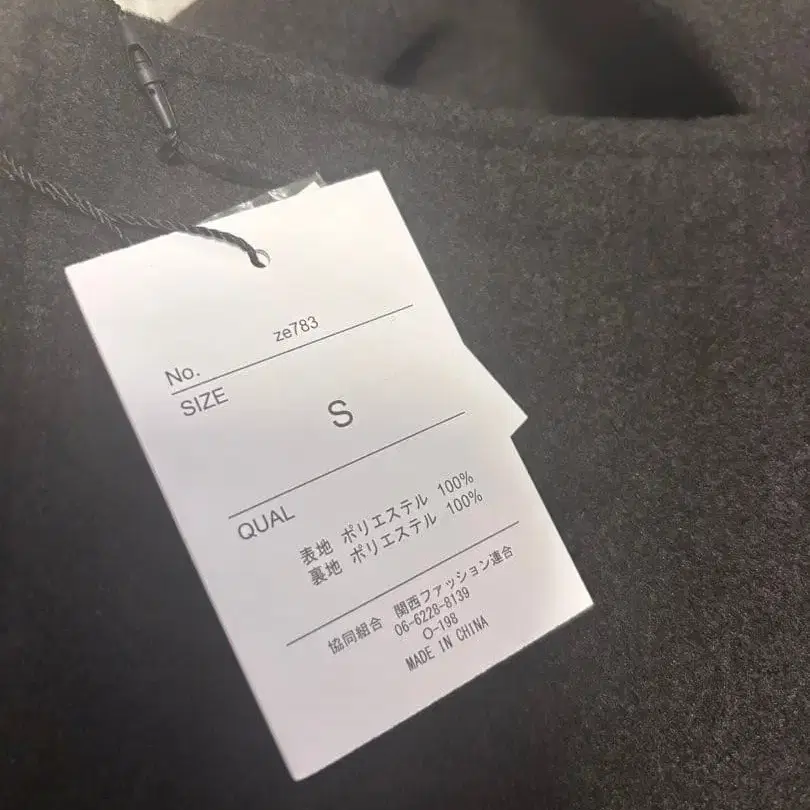 No. ze783
SIZE
S
QUAL
表地 ポリエステル 100%
裏地 ポリエステル 100%
協同組合 関西ファッション連合
06-6228-8139
O-198
MADE IN CHINA